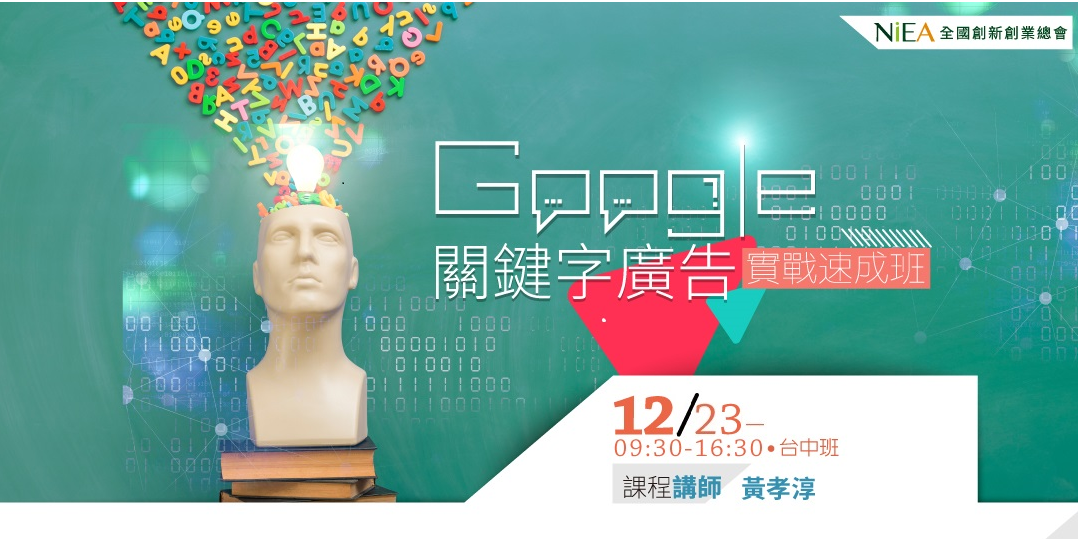 NiEA 全國創新創業總會
Google
關鍵字廣告 實戰速成班
12/23–
09:30-16:30•台中班
課程講師 黃孝淳